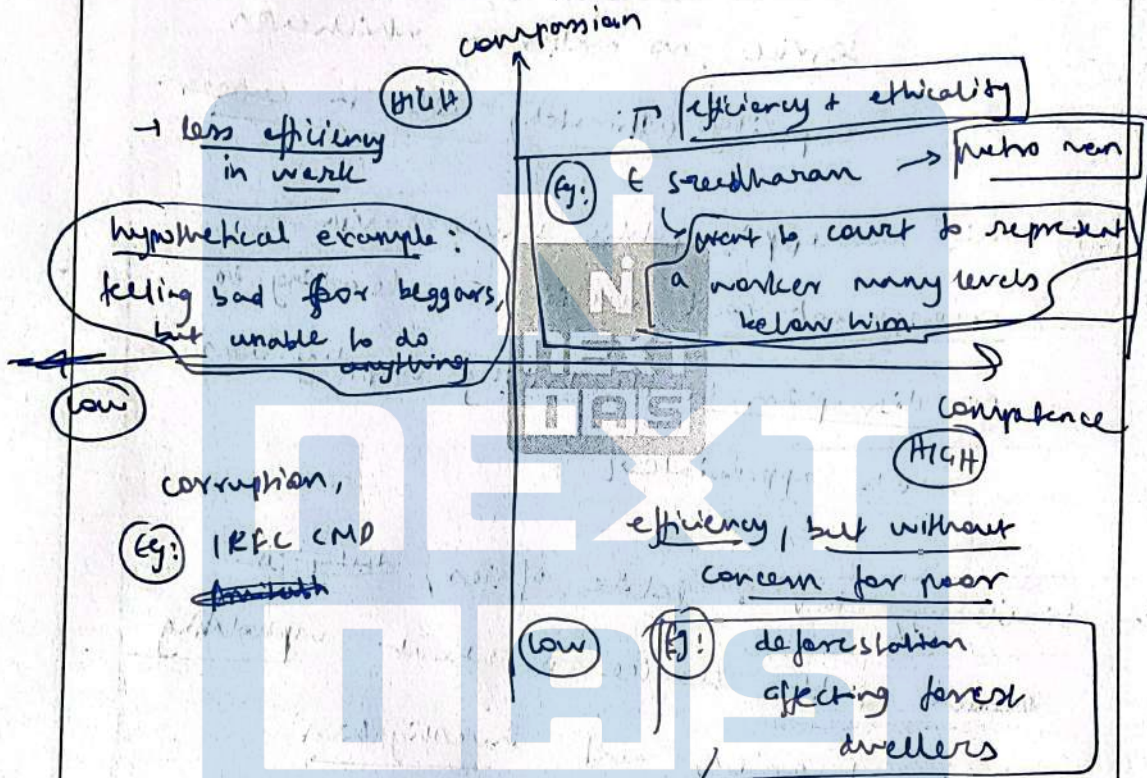 compassion
HIGH
→ less efficiency
in work
hypothetical example:
feeling bad for beggars,
but unable to do
anything
efficiency + ethicality
Eg: E Sreedharan → Metro man
went to court to represent
a worker many levels
below him
LOW
competence
HIGH
corruption,
Eg: IRFC CMD
efficiency, but without
concern for poor
LOW
Eg: deforestation
affecting forest
dwellers
N
NEXT
IAS
NEXT
IAS